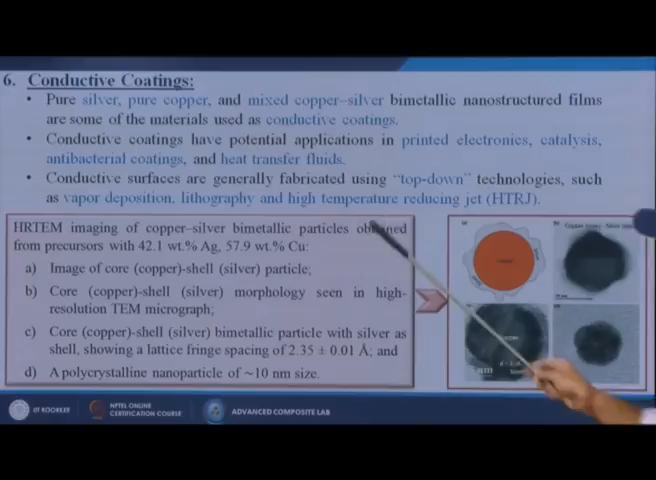 6. Conductive Coatings:
• Pure silver, pure copper, and mixed copper–silver bimetallic nanostructured films
are some of the materials used as conductive coatings.
• Conductive coatings have potential applications in printed electronics, catalysis,
antibacterial coatings, and heat transfer fluids.
• Conductive surfaces are generally fabricated using "top-down" technologies, such
as vapor deposition, lithography and high temperature reducing jet (HTRJ).
HRTEM imaging of copper–silver bimetallic particles obtained
from precursors with 42.1 wt.% Ag, 57.9 wt.% Cu:
a) Image of core (copper)-shell (silver) particle;
b) Core (copper)-shell (silver) morphology seen in high-
resolution TEM micrograph;
c) Core (copper)-shell (silver) bimetallic particle with silver as
shell, showing a lattice fringe spacing of 2.35 ± 0.01 Å; and
d) A polycrystalline nanoparticle of ~10 nm size.
IIT ROORKEE
NPTEL ONLINE
CERTIFICATION COURSE
ADVANCED COMPOSITE LAB